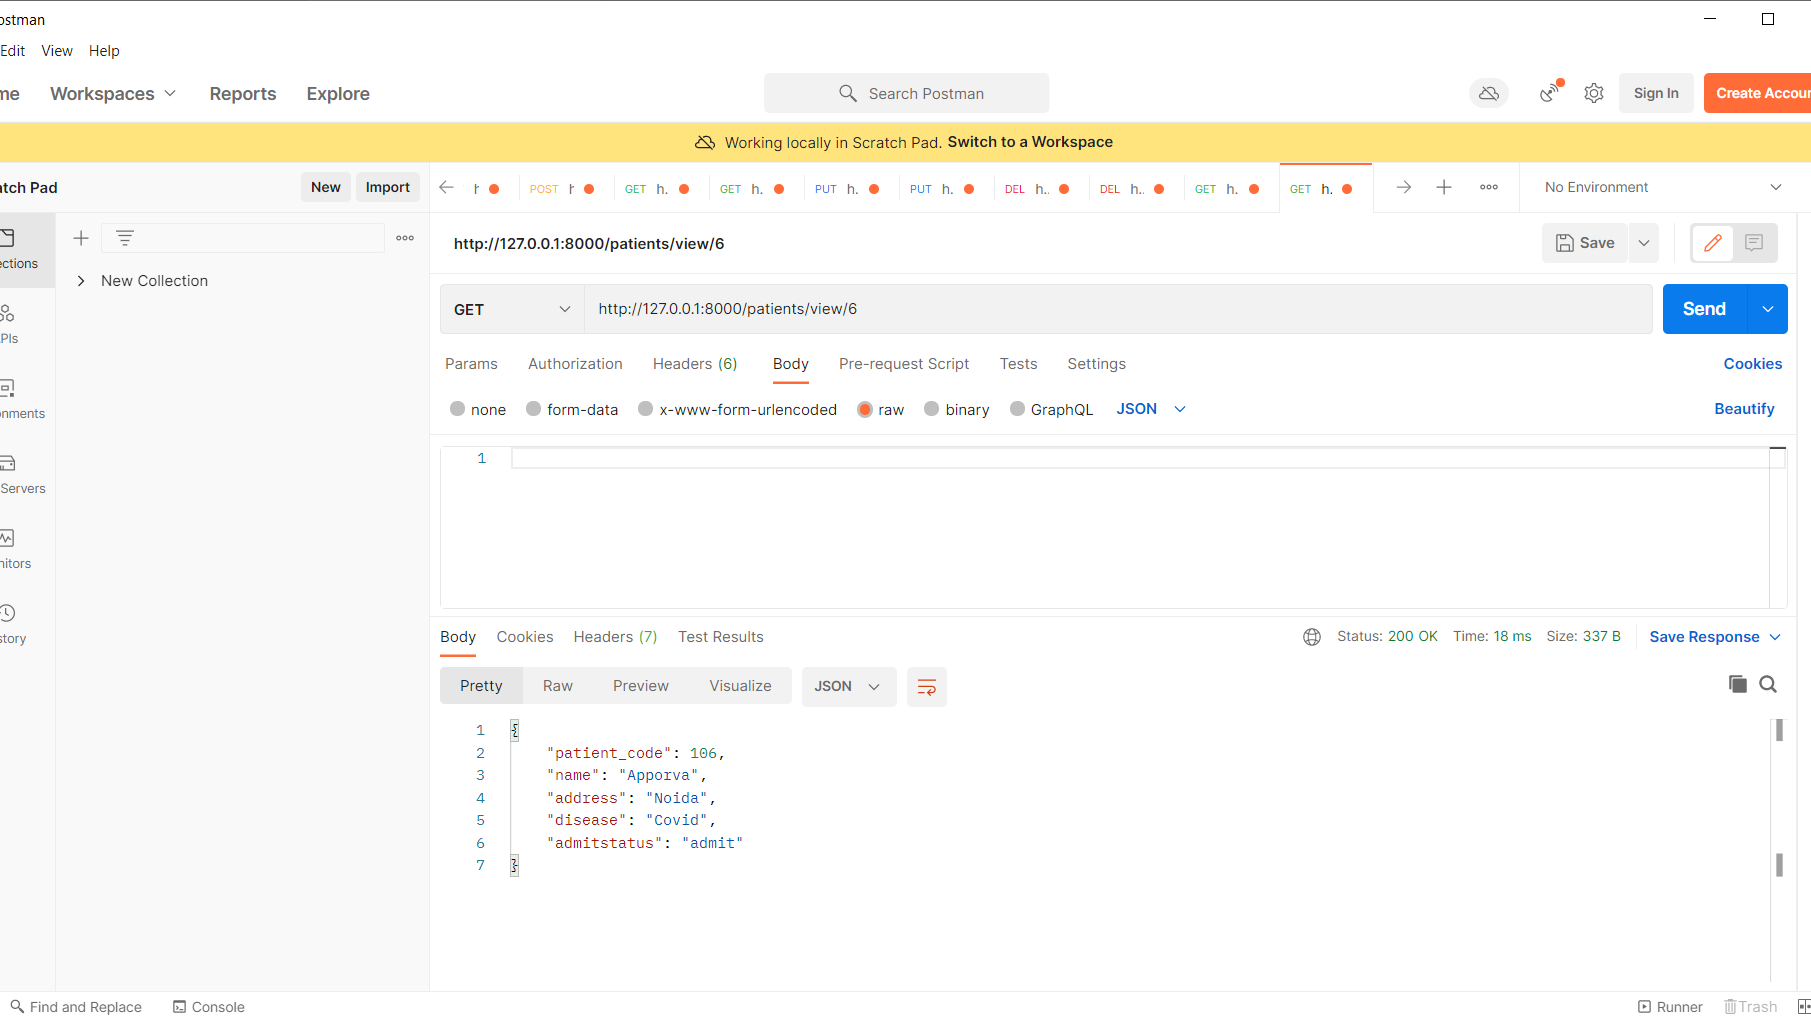 ostman
Edit View Help
me Workspaces Reports Explore Search Postman Sign In Create Accour
Working locally in Scratch Pad. Switch to a Workspace
atch Pad New Import h POST h GET h. GET h. PUT h. PUT h. DEL h.. DEL h.. GET h. GET h. No Environment
http://127.0.0.1:8000/patients/view/6 Save
ections
New Collection
GET http://127.0.0.1:8000/patients/view/6 Send
PIs
Params Authorization Headers (6) Body Pre-request Script Tests Settings Cookies
none form-data x-www-form-urlencoded raw binary GraphQL JSON Beautify
onments
1
Servers
nitors
story
Body Cookies Headers (7) Test Results Status: 200 OK Time: 18 ms Size: 337 B Save Response
Pretty Raw Preview Visualize JSON
1 {
2 "patient_code": 106,
3 "name": "Apporva",
4 "address": "Noida",
5 "disease": "Covid",
6 "admitstatus": "admit"
7 }
Find and Replace Console Runner Trash